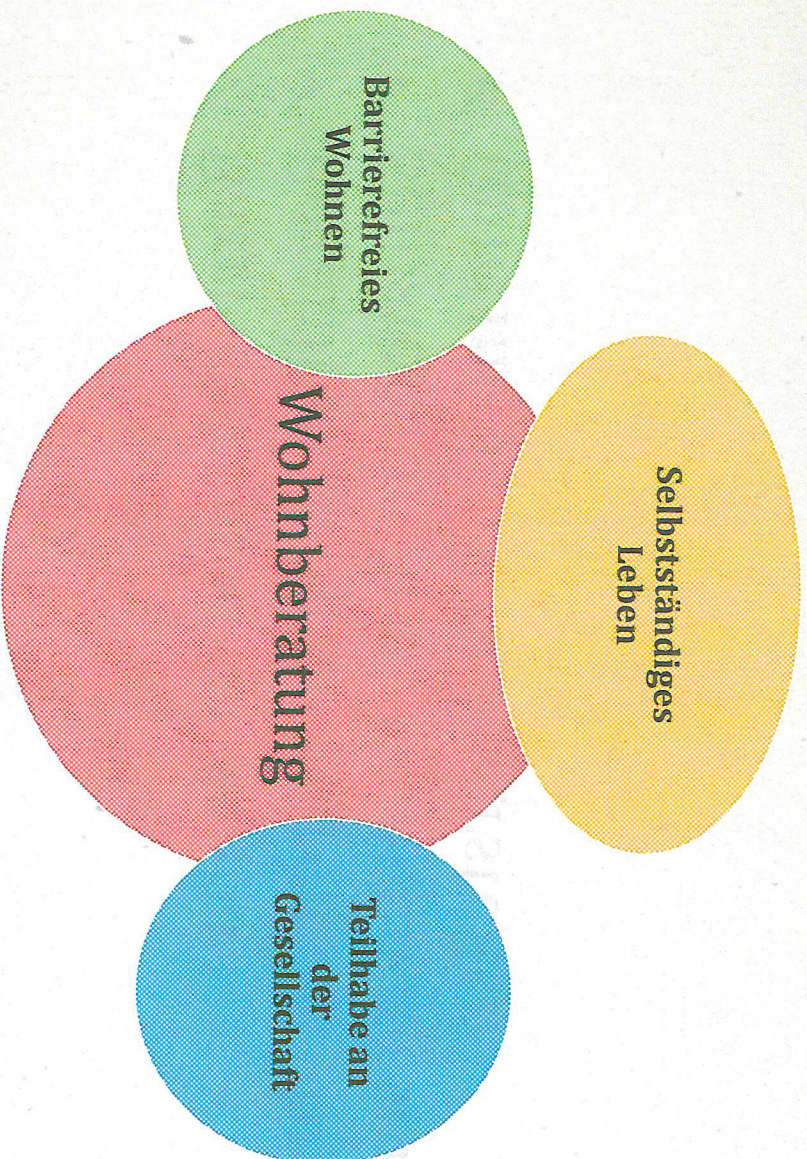 Selbstständiges
Leben
Barrierefreies
Wohnen
Wohnberatung
Teilhabe an
der
Gesellschaft